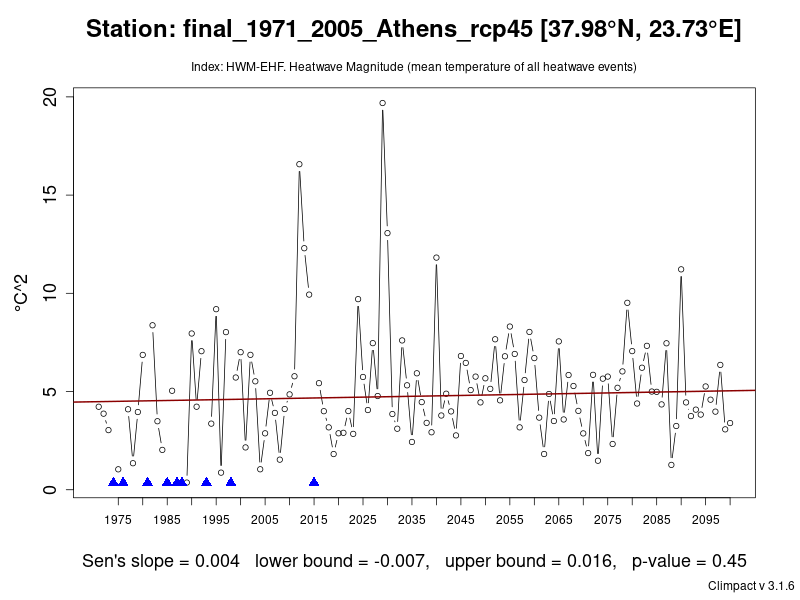 Station: final_1971_2005_Athens_rcp45 [37.98°N, 23.73°E]
Index: HWM-EHF. Heatwave Magnitude (mean temperature of all heatwave events)
20
15
10
5
0
°C^2
1975 1985 1995 2005 2015 2025 2035 2045 2055 2065 2075 2085 2095
Sen's slope = 0.004 lower bound = -0.007, upper bound = 0.016, p-value = 0.45
Climpact v 3.1.6